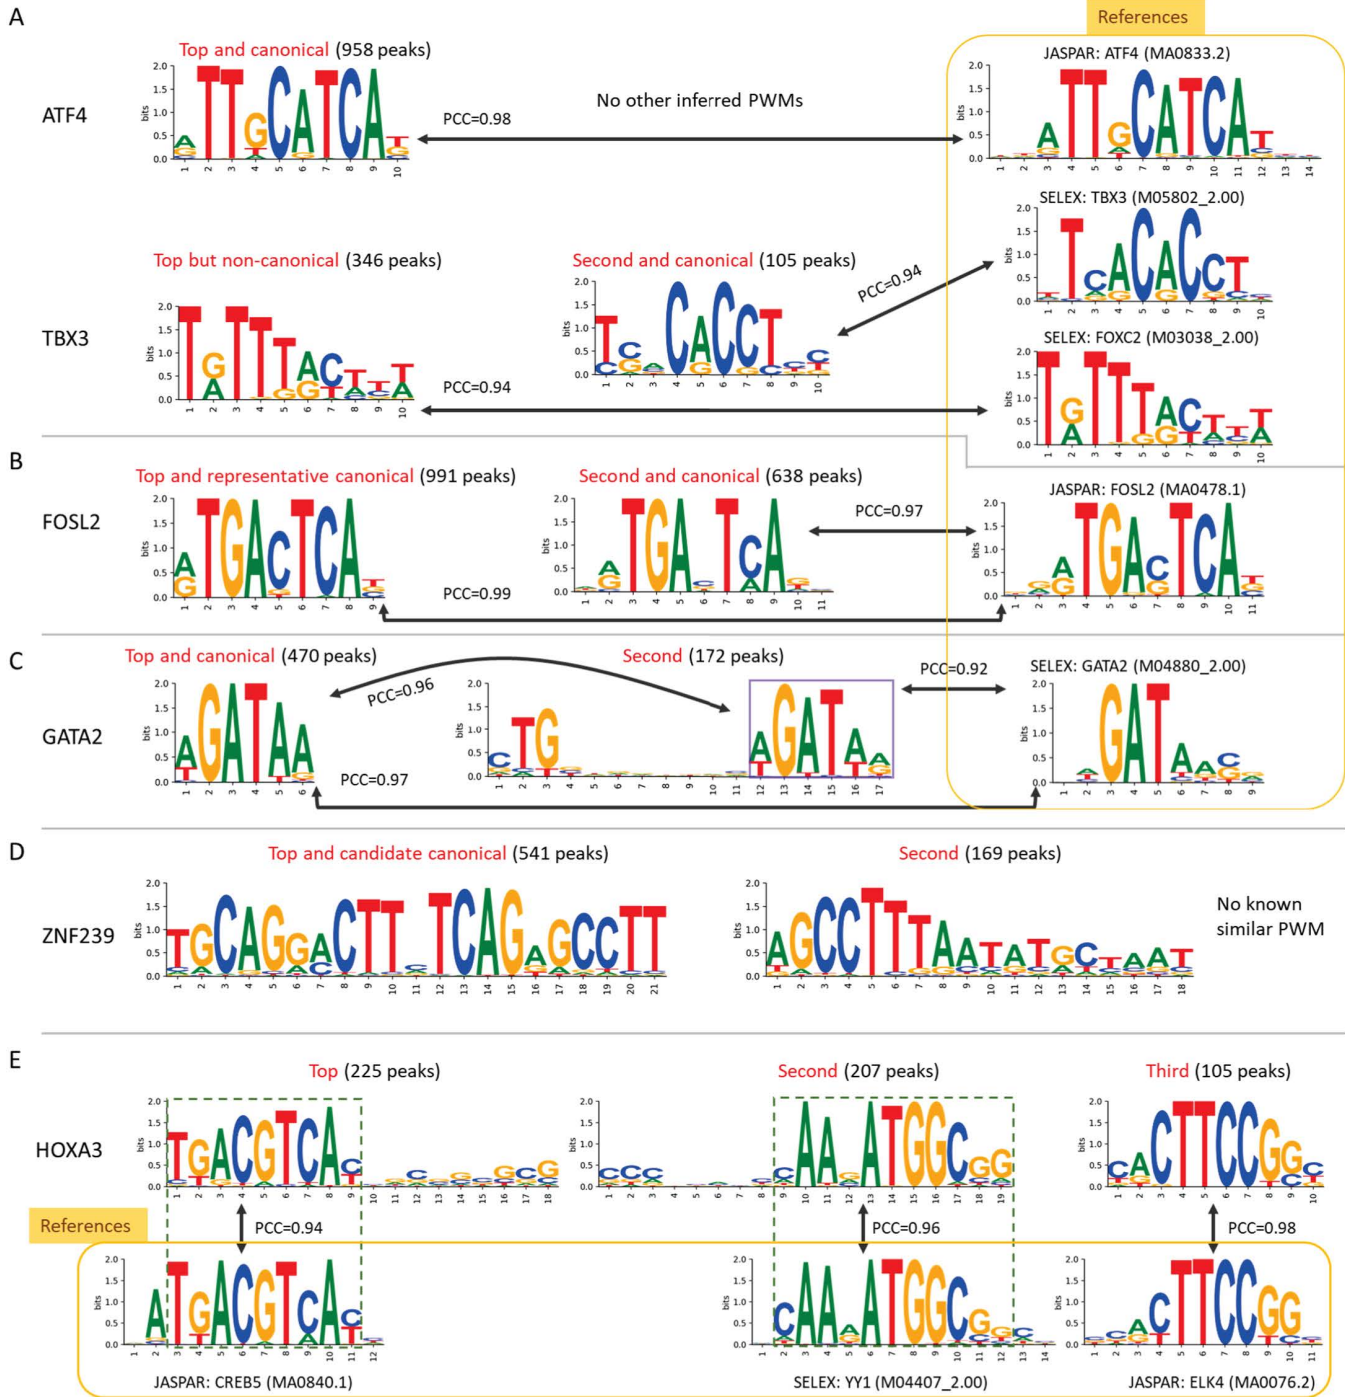 A
References
Top and canonical (958 peaks)
JASPAR: ATF4 (MA0833.2)
ATF4
No other inferred PWMs
PCC=0.98
SELEX: TBX3 (M05802_2.00)
Top but non-canonical (346 peaks)
Second and canonical (105 peaks)
PCC=0.94
TBX3
SELEX: FOXC2 (M03038_2.00)
PCC=0.94
B
Top and representative canonical (991 peaks)
Second and canonical (638 peaks)
JASPAR: FOSL2 (MA0478.1)
FOSL2
PCC=0.97
PCC=0.99
C
Top and canonical (470 peaks)
Second (172 peaks)
SELEX: GATA2 (M04880_2.00)
PCC=0.96
PCC=0.92
GATA2
PCC=0.97
D
Top and candidate canonical (541 peaks)
Second (169 peaks)
ZNF239
No known
similar PWM
E
Top (225 peaks)
Second (207 peaks)
Third (105 peaks)
HOXA3
References
PCC=0.94
PCC=0.96
PCC=0.98
JASPAR: CREB5 (MA0840.1)
SELEX: YY1 (M04407_2.00)
JASPAR: ELK4 (MA0076.2)